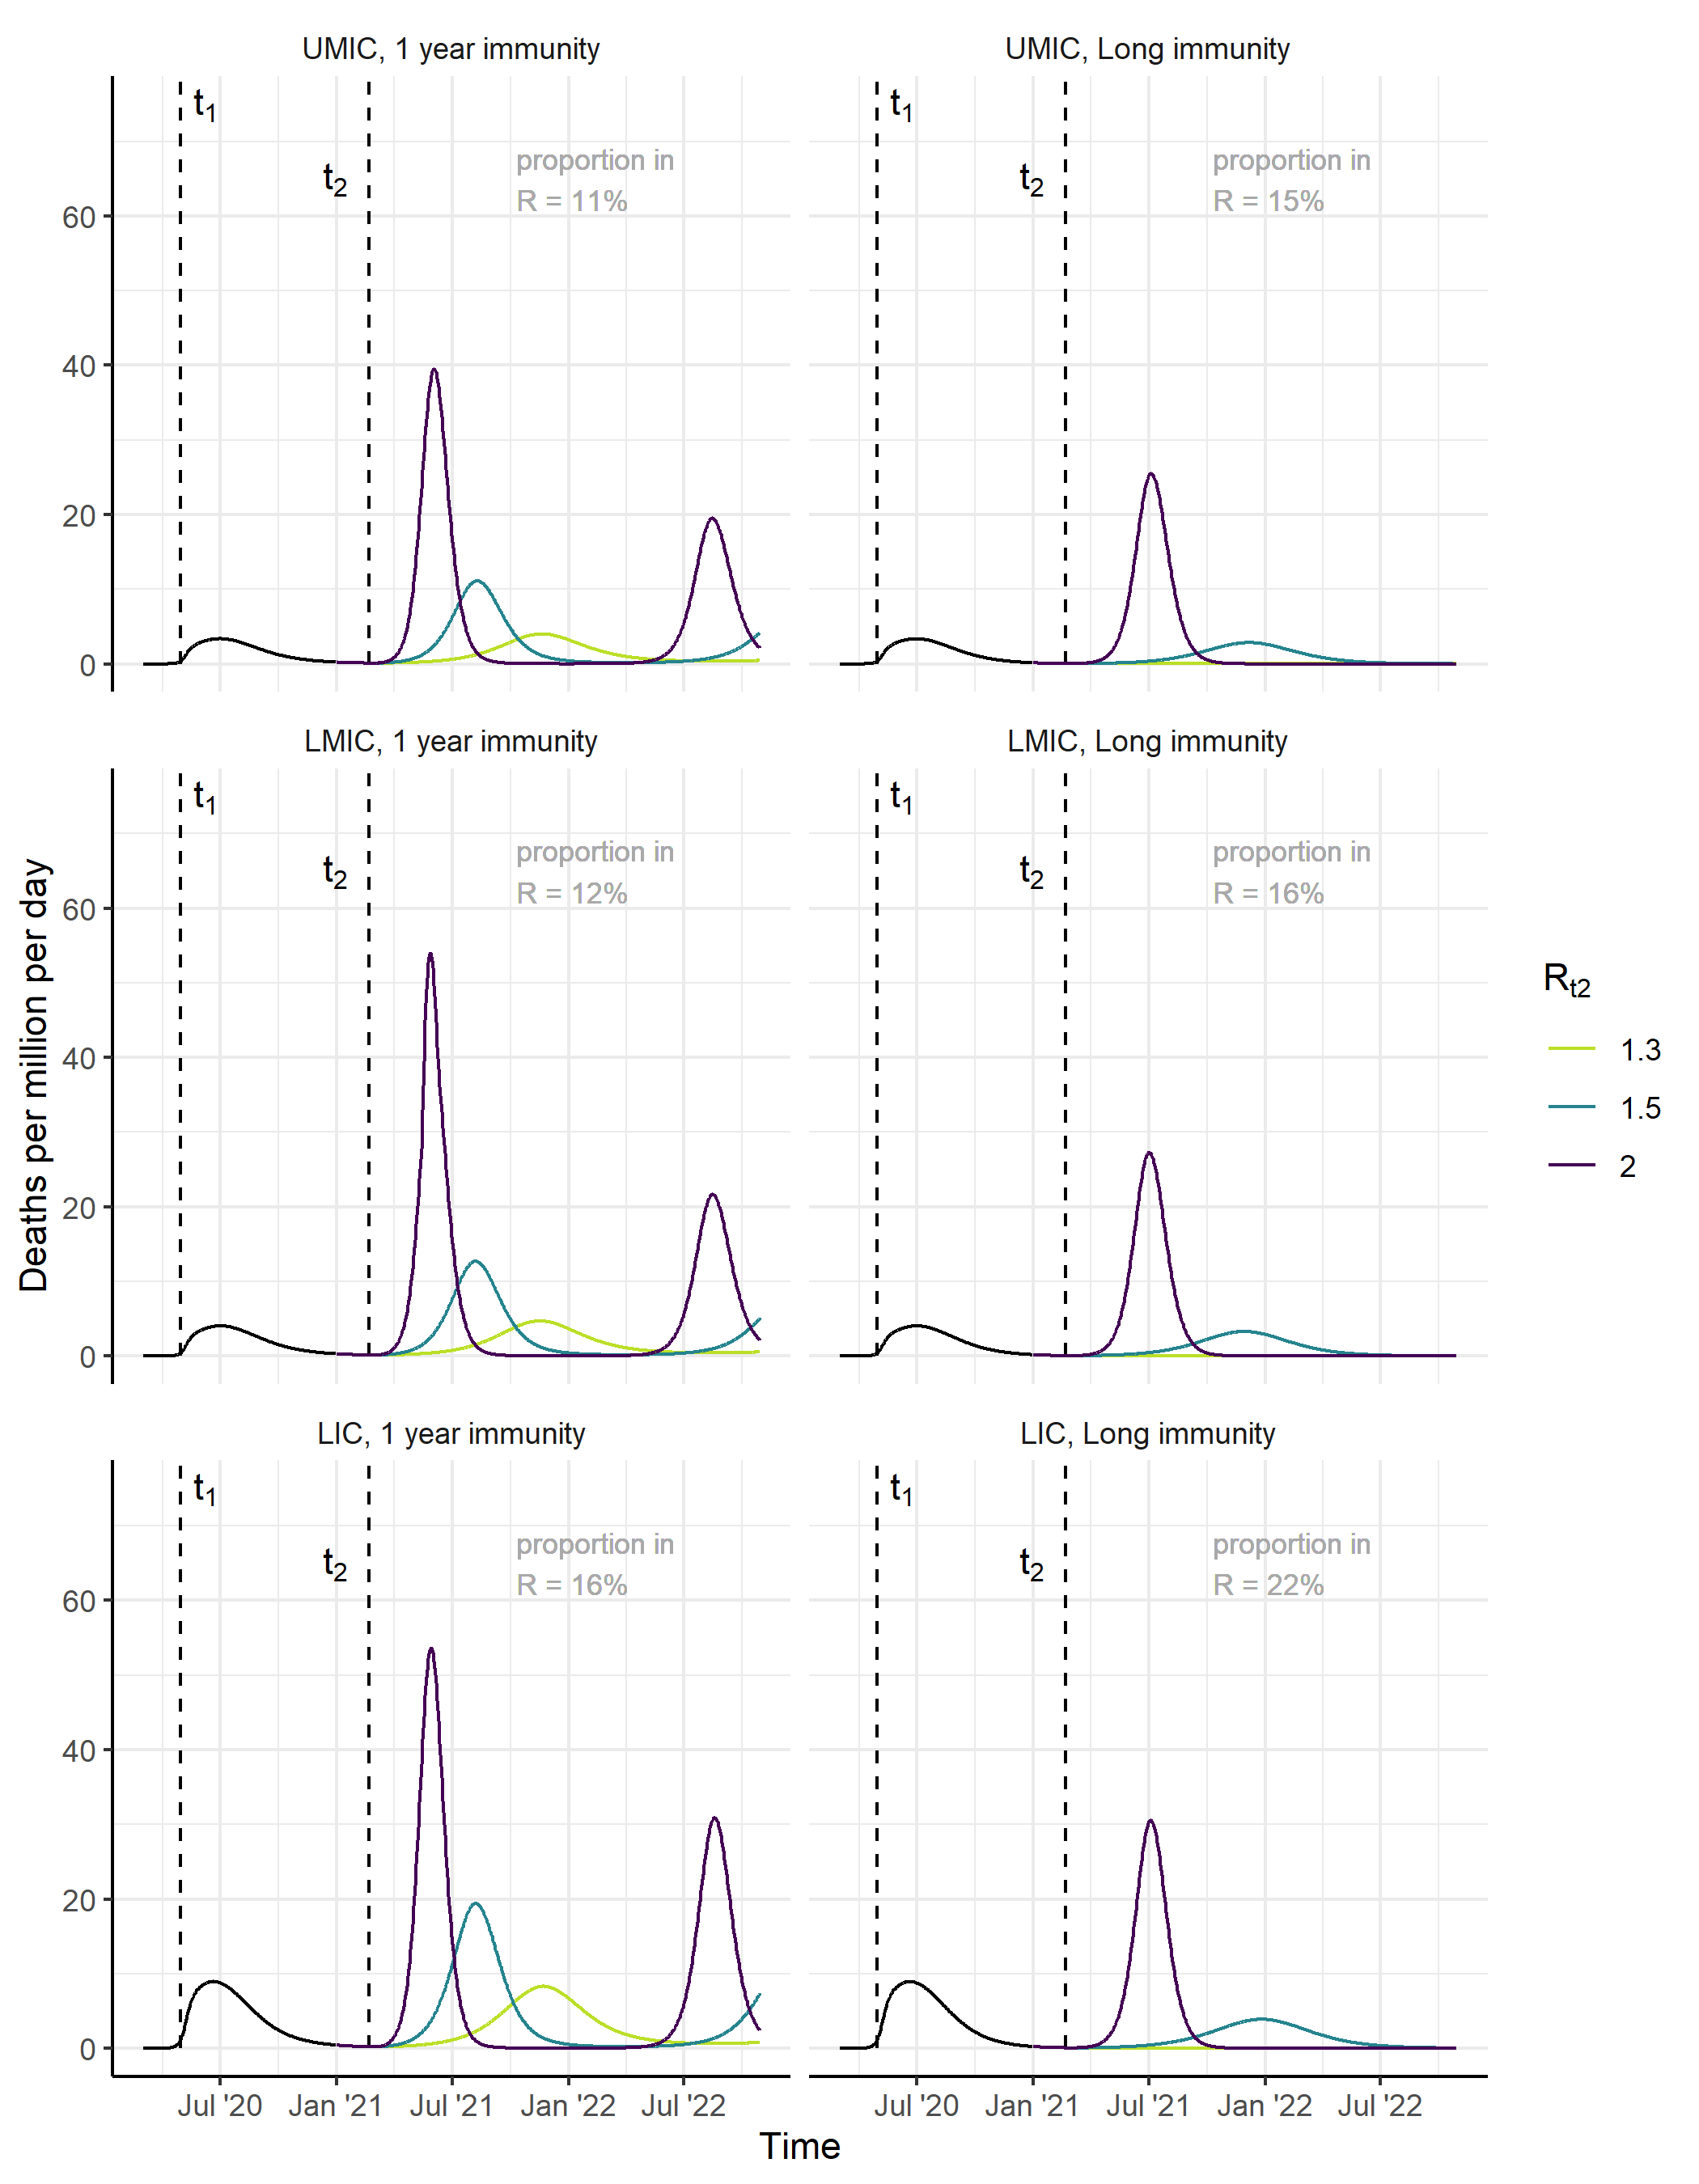 UMIC, 1 year immunity
UMIC, Long immunity
t1
t2
proportion in
R = 11%
t1
t2
proportion in
R = 15%
60
40
20
0
LMIC, 1 year immunity
LMIC, Long immunity
t1
t2
proportion in
R = 12%
t1
t2
proportion in
R = 16%
60
40
20
0
Deaths per million per day
LIC, 1 year immunity
LIC, Long immunity
t1
t2
proportion in
R = 16%
t1
t2
proportion in
R = 22%
60
40
20
0
Jul '20 Jan '21 Jul '21 Jan '22 Jul '22
Jul '20 Jan '21 Jul '21 Jan '22 Jul '22
Time
Rt2
1.3
1.5
2